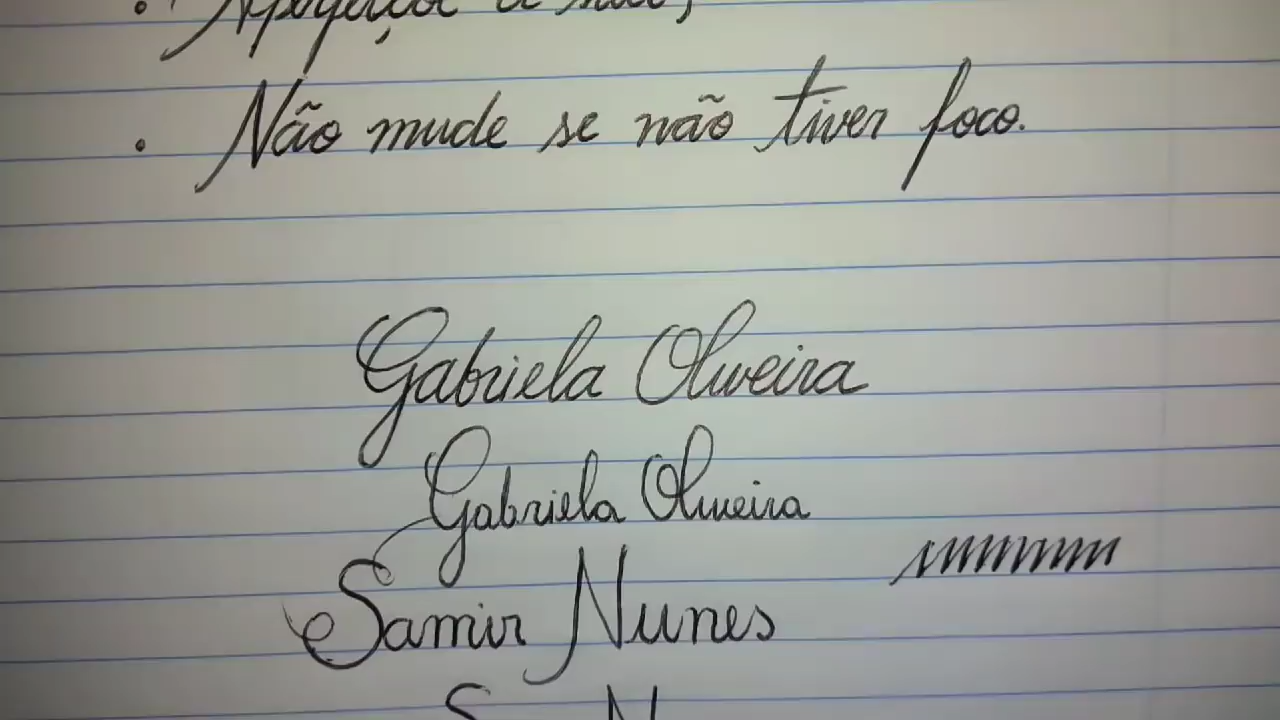 Não mude se não tiver foco.
Gabriela Oliveira
Gabriela Oliveira
Samir Nunes